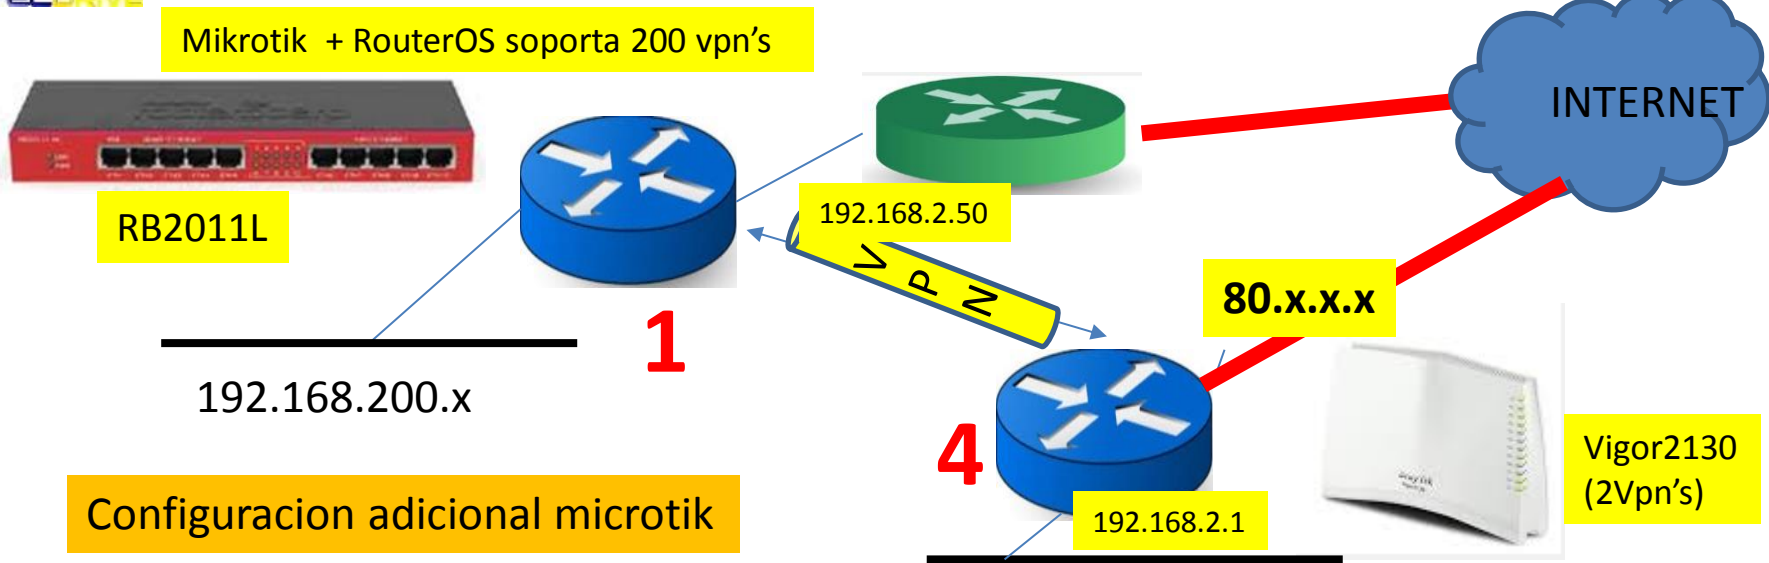 Mikrotik + RouterOS soporta 200 vpn's
INTERNET
RB2011L
192.168.2.50
VPN
80.x.x.x
1
192.168.200.x
4
Vigor2130
(2Vpn's)
Configuracion adicional microtik
192.168.2.1